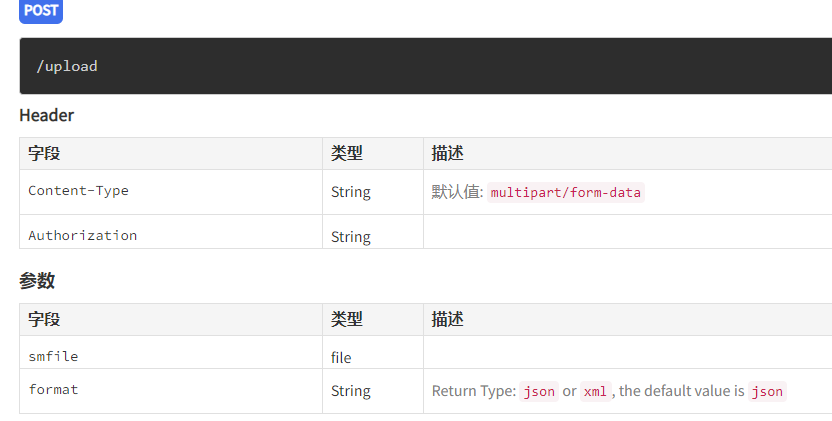 POST
/upload
Header
字段 类型 描述
Content-Type String 默认值: multipart/form-data
Authorization String
参数
字段 类型 描述
smfile file
format String Return Type: json or xml , the default value is json